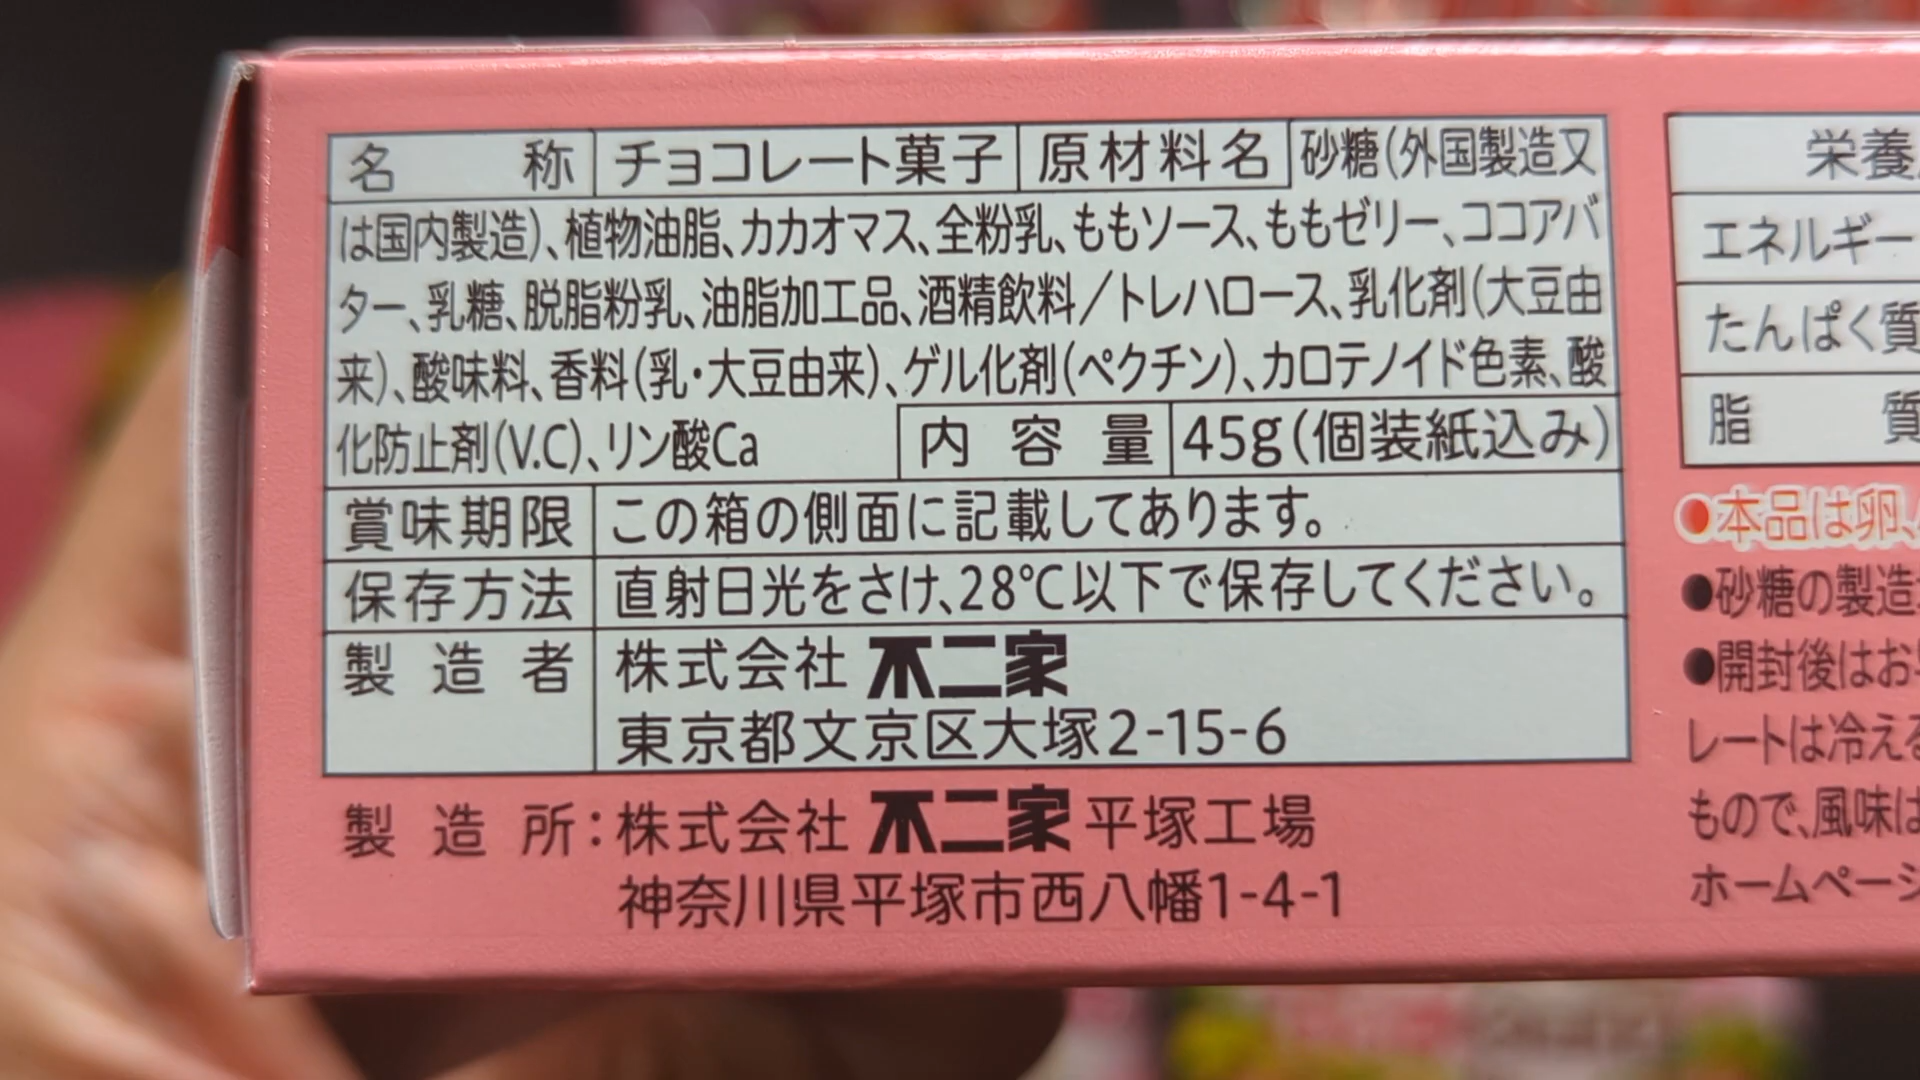 名称 チョコレート菓子 原材料名 砂糖(外国製造又
は国内製造)、植物油脂、カカオマス、全粉乳、ももソース、ももゼリー、ココアバ
ター、乳糖、脱脂粉乳、油脂加工品、酒精飲料/トレハロース、乳化剤(大豆由
来)、酸味料、香料(乳・大豆由来)、ゲル化剤(ペクチン)、カロテノイド色素、酸
化防止剤(V.C)、リン酸Ca 内容量 45g(個装紙込み)
賞味期限 この箱の側面に記載してあります。
保存方法 直射日光をさけ、28℃以下で保存してください。
製造者 株式会社 不二家
東京都文京区大塚2-15-6
製造所:株式会社 不二家 平塚工場
神奈川県平塚市西八幡1-4-1
栄養
エネルギー
たんぱく質
脂質
●本品は卵、
●砂糖の製造
●開封後はお
レートは冷える
もので、風味は
ホームページ